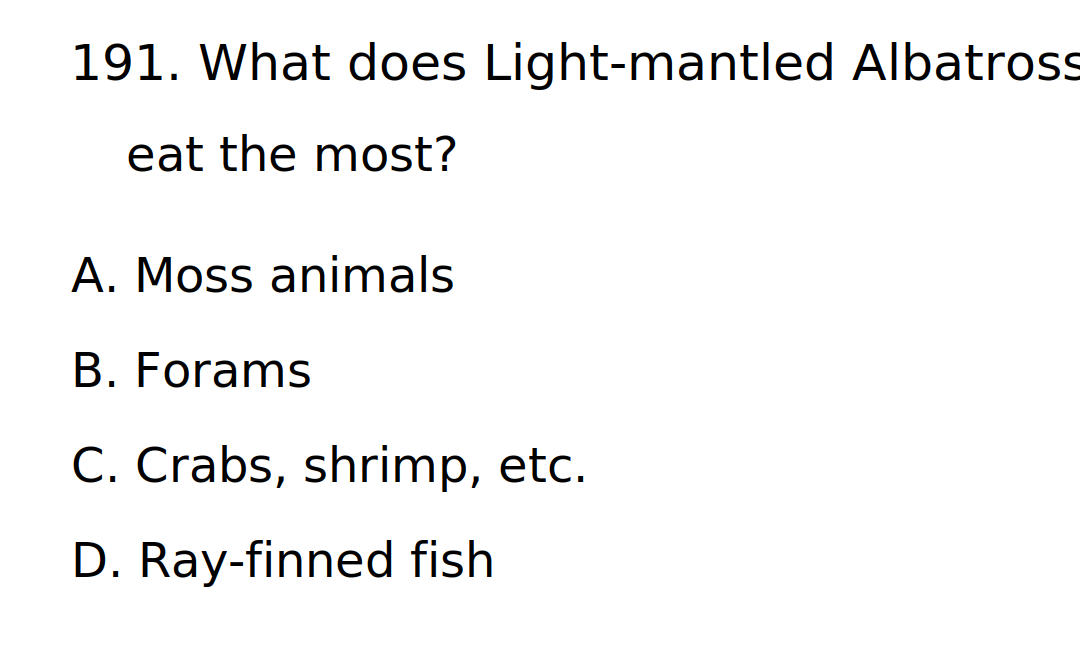 191. What does Light-mantled Albatross
eat the most?
A. Moss animals
B. Forams
C. Crabs, shrimp, etc.
D. Ray-finned fish